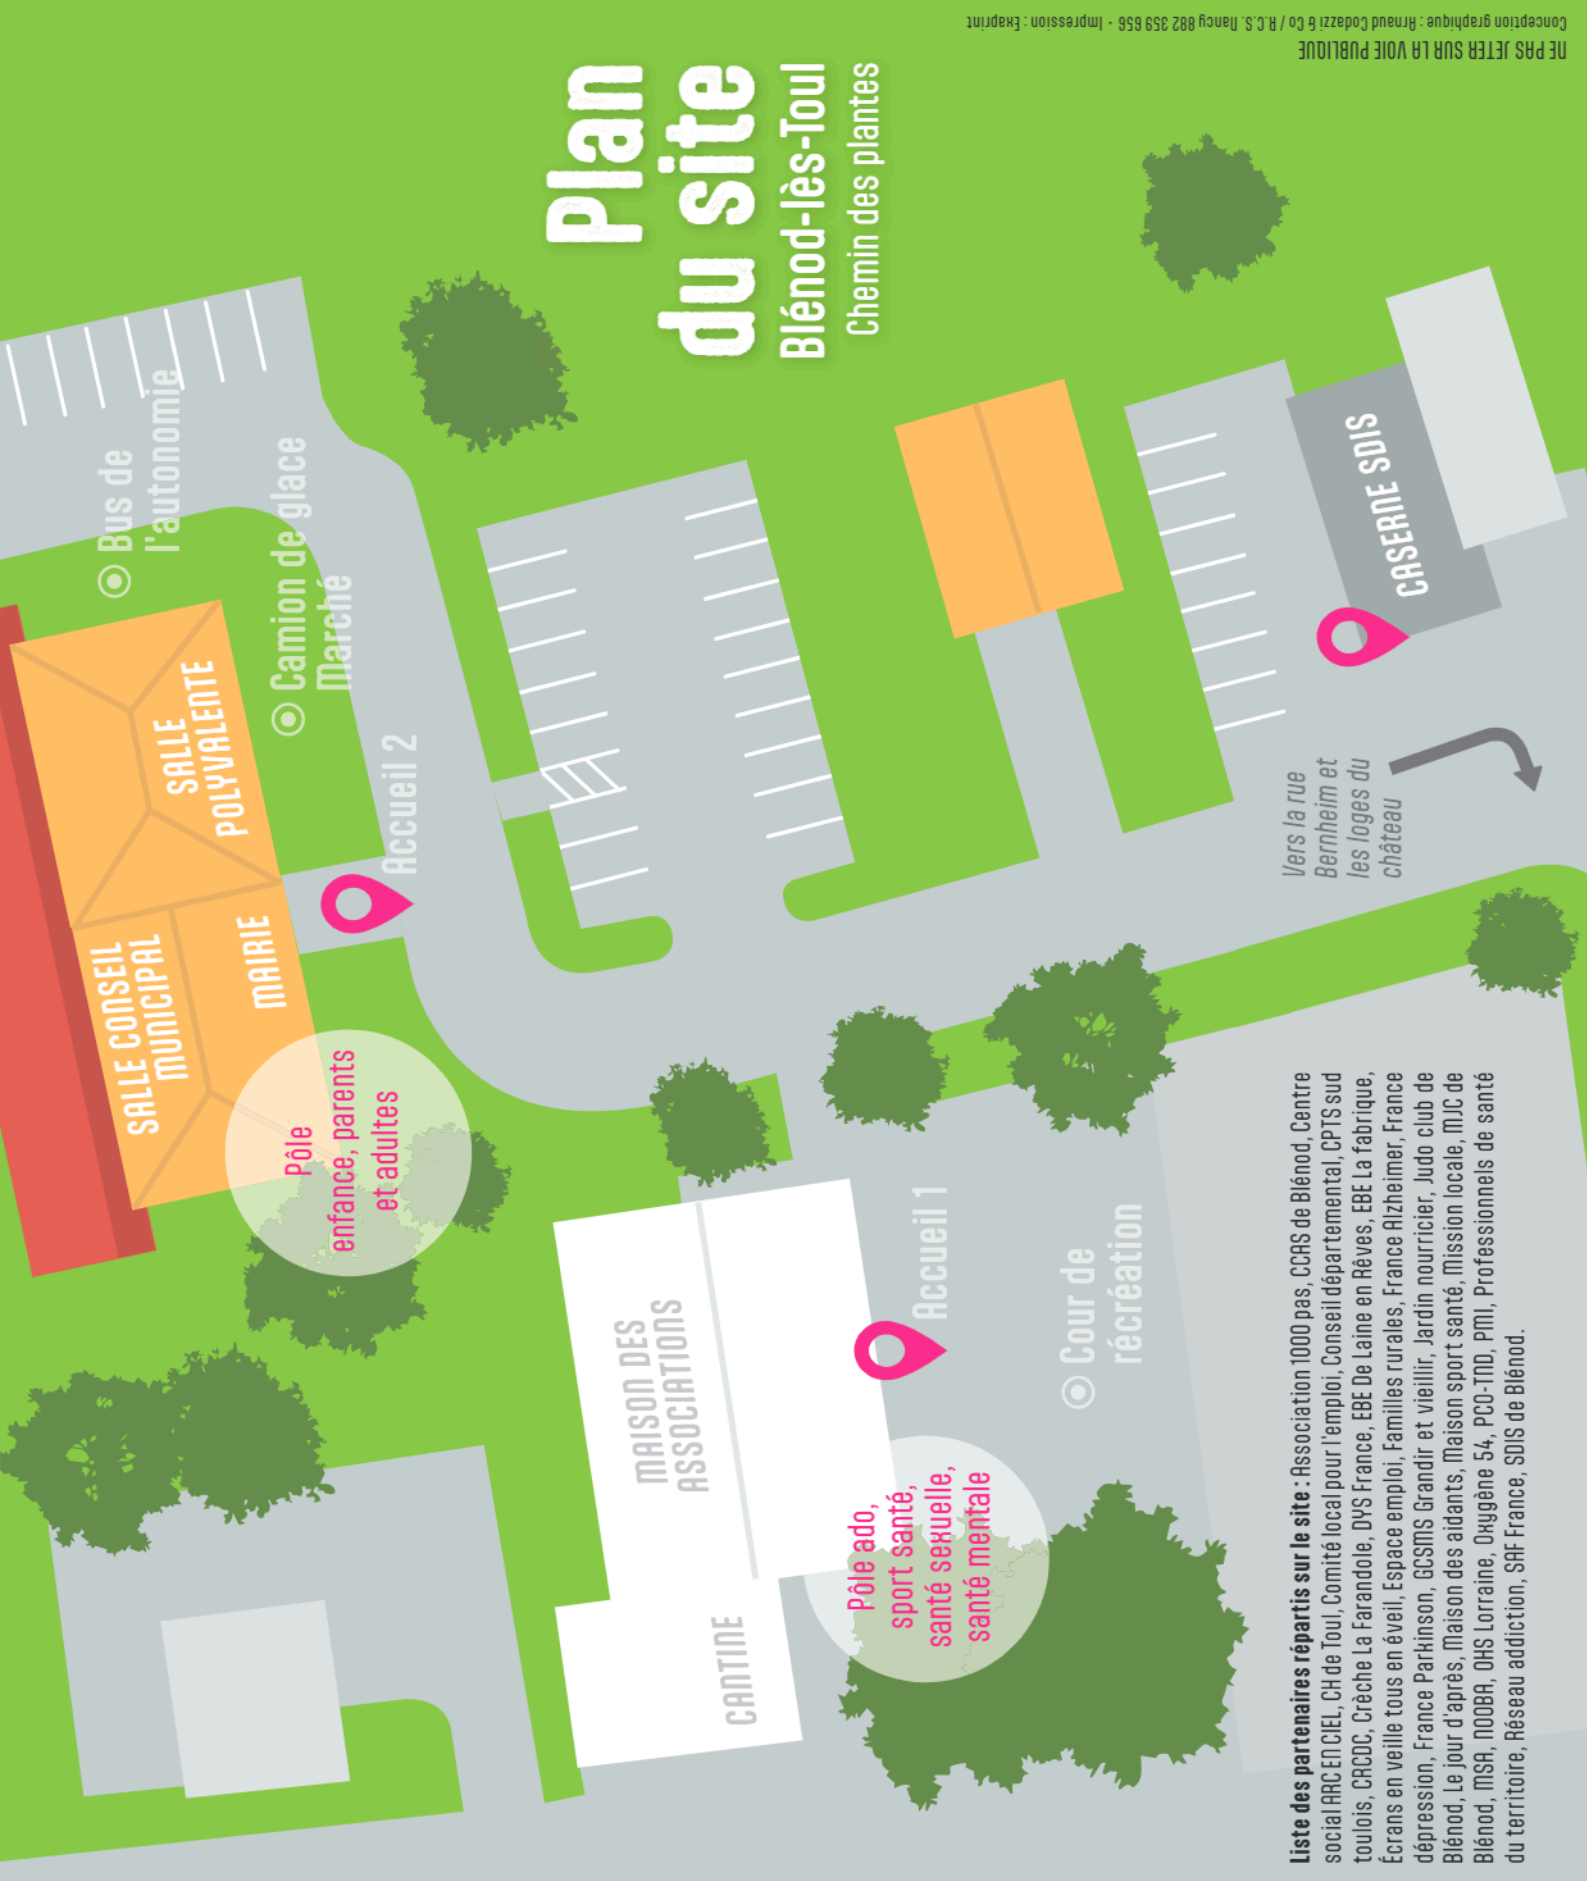 Plan
du site
Blénod-lès-Toul
Chemin des plantes
Bus de
l'autonomie
Camion de glace
Marché
SALLE
POLYVALENTE
SALLE CONSEIL
MUNICIPAL
MAIRIE
Accueil 2
Pôle
enfance, parents
et adultes
MAISON DES
ASSOCIATIONS
CANTINE
Accueil 1
Cour de
récréation
Pôle ado,
sport santé,
santé sexuelle,
santé mentale
CASERNE SDIS
Vers la rue
Bernheim et
les loges du
château
Liste des partenaires répartis sur le site : Association 1000 pas, CCAS de Blénod, Centre
social ARC EN CIEL, CH de Toul, Comité local pour l'emploi, Conseil départemental, CPTS sud
toulois, CRCDC, Crèche La Farandole, DYS France, EBE De Laine en Rêves, EBE La fabrique,
Écrans en veille tous en éveil, Espace emploi, Familles rurales, France Alzheimer, France
dépression, France Parkinson, GCSMS Grandir et vieillir, Jardin nourricier, Judo club de
Blénod, Le jour d'après, Maison des aidants, Maison sport santé, Mission locale, MJC de
Blénod, MSA, NOOBA, OHS Lorraine, Oxygène 54, PCO-TND, PMI, Professionnels de santé
du territoire, Réseau addiction, SAF France, SDIS de Blénod.
NE PAS JETER SUR LA VOIE PUBLIQUE
Conception graphique : Arnaud Codazzi & Co / R.C.S. Nancy 882 359 656 - Impression : Exaprint